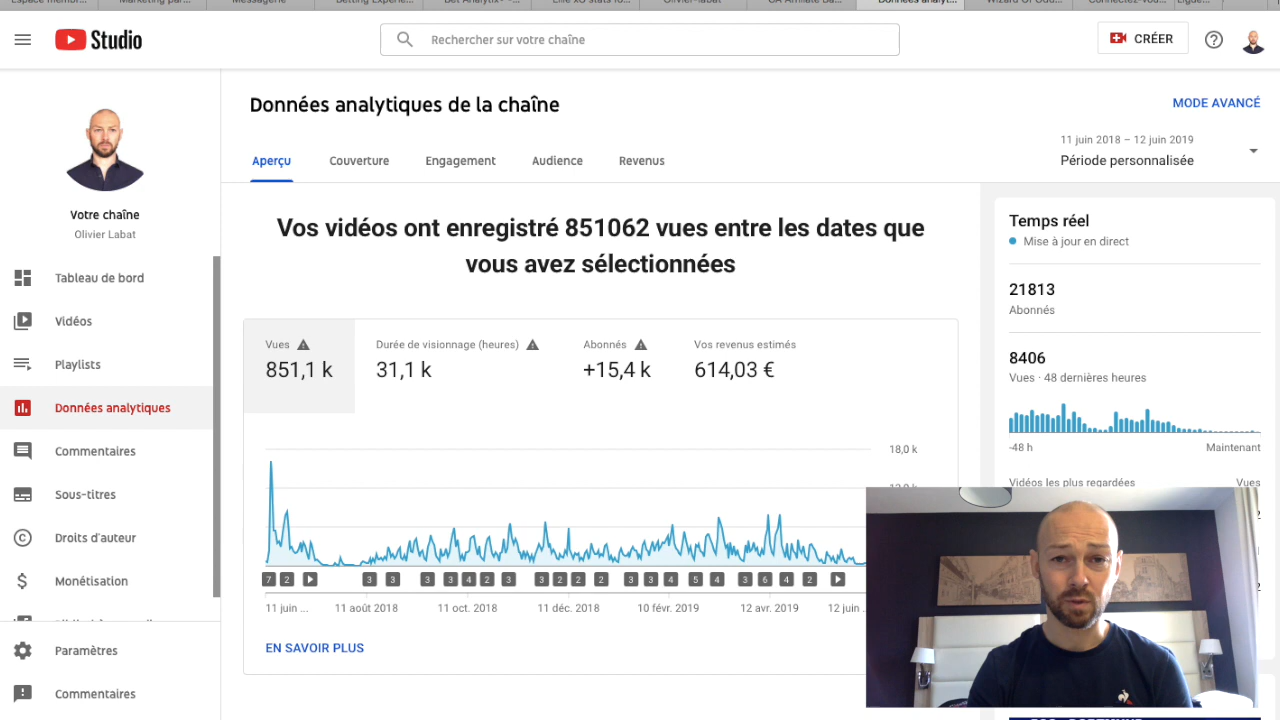 Messagerie
Olivier-labat
Studio
Rechercher sur votre chaîne
CRÉER
Données analytiques de la chaîne
MODE AVANCÉ
11 juin 2018 – 12 juin 2019
Période personnalisée
Aperçu
Couverture
Engagement
Audience
Revenus
Votre chaîne
Olivier Labat
Tableau de bord
Vidéos
Playlists
Données analytiques
Commentaires
Sous-titres
Droits d'auteur
Monétisation
Paramètres
Commentaires
Vos vidéos ont enregistré 851062 vues entre les dates que
vous avez sélectionnées
Vues
851,1 k
Durée de visionnage (heures)
31,1 k
Abonnés
+15,4 k
Vos revenus estimés
614,03 €
18,0 k
12,0 k
7 2 3 3 3 3 4 2 3 3 2 2 2 3 3 4 5 4 3 6 4 2
11 juin ...
11 août 2018
11 oct. 2018
11 déc. 2018
10 févr. 2019
12 avr. 2019
12 juin
EN SAVOIR PLUS
Temps réel
Mise à jour en direct
21813
Abonnés
8406
Vues · 48 dernières heures
-48 h
Maintenant
Vidéos les plus regardées
Vues